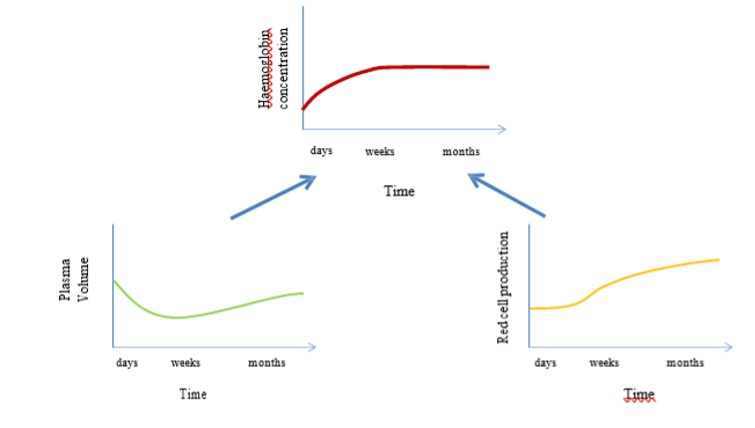 Haemoglobin
concentration
days weeks months
Time
Plasma
Volume
days weeks months
Time
Red cell production
days weeks months
Time